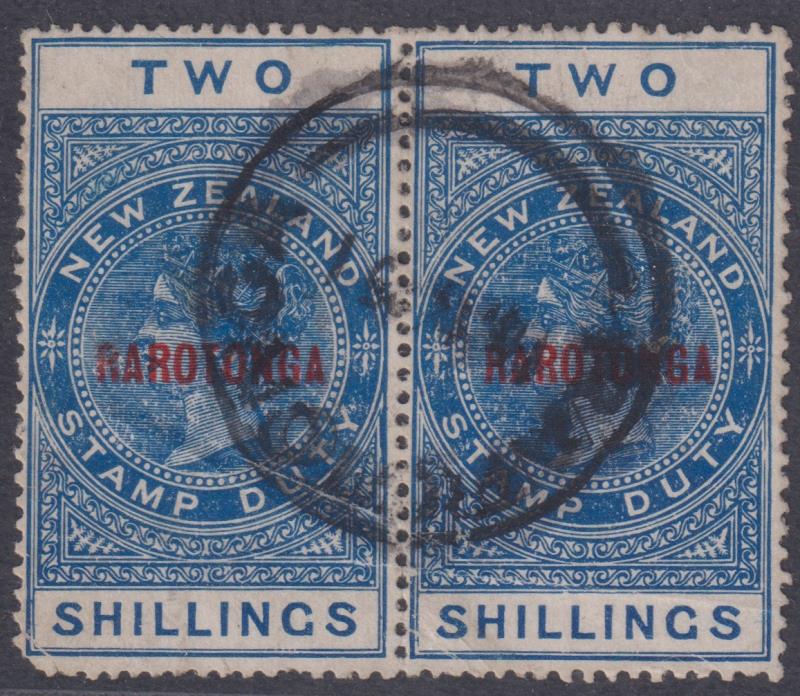 TWO
NEW ZEALAND
RAROTONGA
STAMP DUTY
SHILLINGS
TWO
NEW ZEALAND
RAROTONGA
STAMP DUTY
SHILLINGS